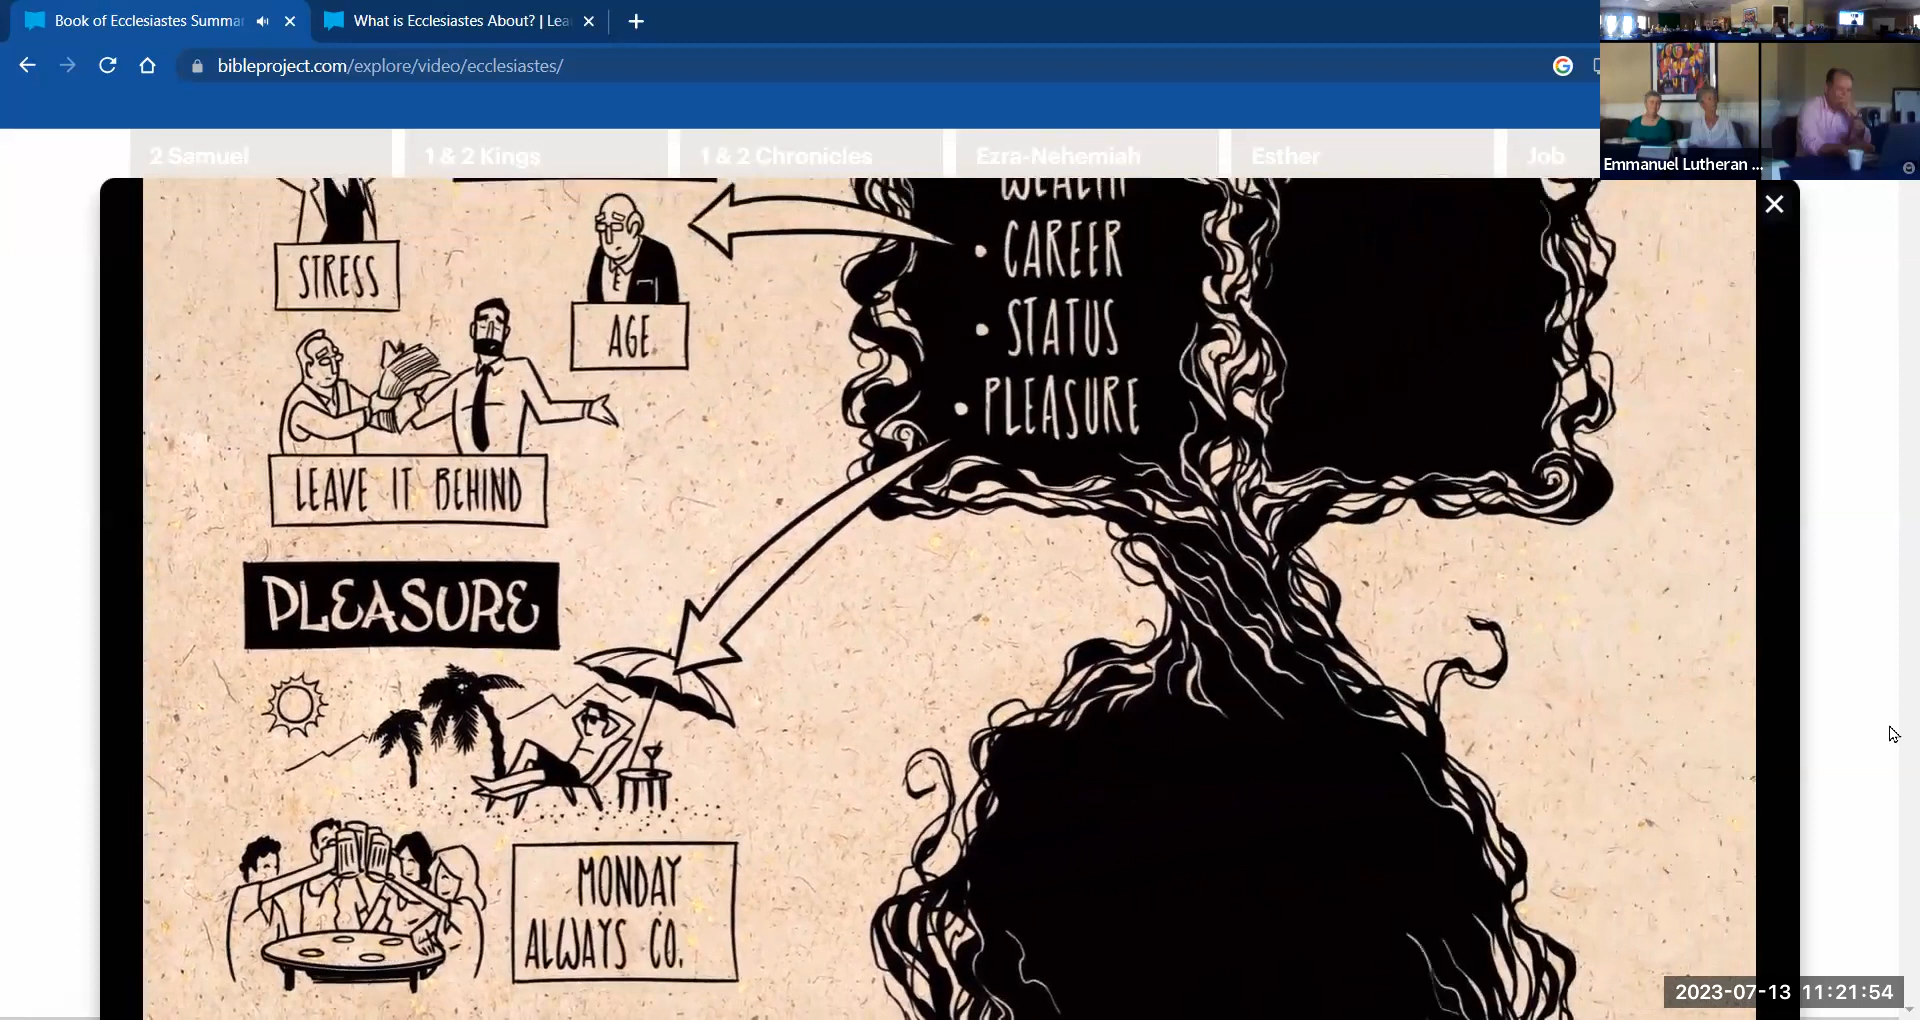 Book of Ecclesiastes Summa
What is Ecclesiastes About? | Lea
bibleproject.com/explore/video/ecclesiastes/
2 Samuel
1 & 2 Kings
1 & 2 Chronicles
Ezra-Nehemiah
Esther
Job
Emmanuel Lutheran ...
WEALTH
• CAREER
• STATUS
• PLEASURE
STRESS
AGE
LEAVE IT BEHIND
PLEASURE
MONDAY
ALWAYS CO.
2023-07-13 11:21:54